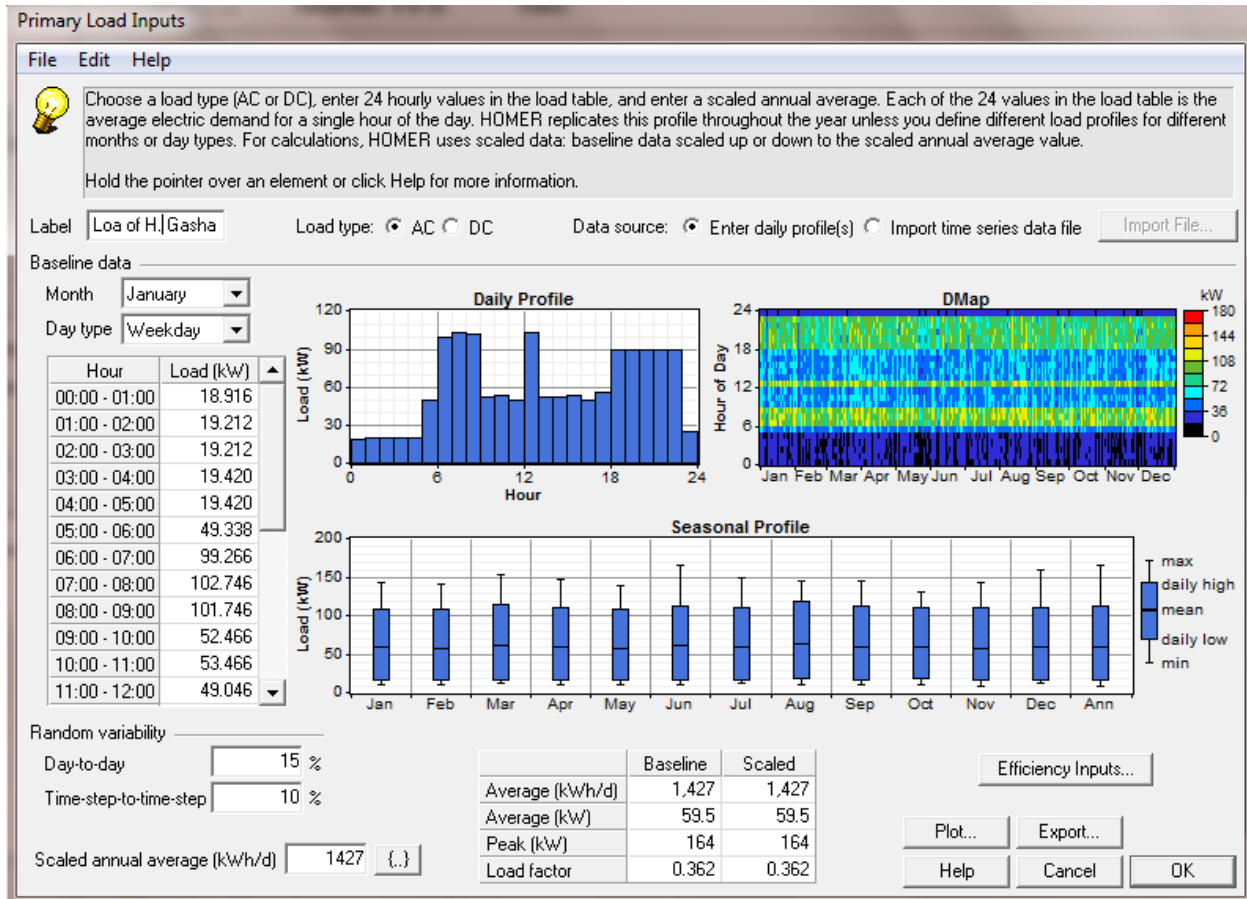 Primary Load Inputs
File Edit Help
Choose a load type (AC or DC), enter 24 hourly values in the load table, and enter a scaled annual average. Each of the 24 values in the load table is the
average electric demand for a single hour of the day. HOMER replicates this profile throughout the year unless you define different load profiles for different
months or day types. For calculations, HOMER uses scaled data: baseline data scaled up or down to the scaled annual average value.
Hold the pointer over an element or click Help for more information.
Label Loa of H. Gasha Load type: AC DC Data source: Enter daily profile(s) Import time series data file Import File...
Baseline data
Month January
Day type Weekday
Hour Load (kW)
00:00 - 01:00 18.916
01:00 - 02:00 19.212
02:00 - 03:00 19.212
03:00 - 04:00 19.420
04:00 - 05:00 19.420
05:00 - 06:00 49.338
06:00 - 07:00 99.266
07:00 - 08:00 102.746
08:00 - 09:00 101.746
09:00 - 10:00 52.466
10:00 - 11:00 53.466
11:00 - 12:00 49.046
Daily Profile
Load (kW)
120
90
60
30
0
0 6 12 18 24
Hour
DMap
Hour of Day
24
18
12
6
0
Jan Feb Mar Apr May Jun Jul Aug Sep Oct Nov Dec
kW
180
144
108
72
36
0
Seasonal Profile
Load (kW)
200
150
100
50
0
Jan Feb Mar Apr May Jun Jul Aug Sep Oct Nov Dec Ann
max
daily high
mean
daily low
min
Random variability
Day-to-day 15 %
Time-step-to-time-step 10 %
Scaled annual average (kWh/d) 1427 {..}
Baseline Scaled
Average (kWh/d) 1,427 1,427
Average (kW) 59.5 59.5
Peak (kW) 164 164
Load factor 0.362 0.362
Efficiency Inputs...
Plot... Export...
Help Cancel OK